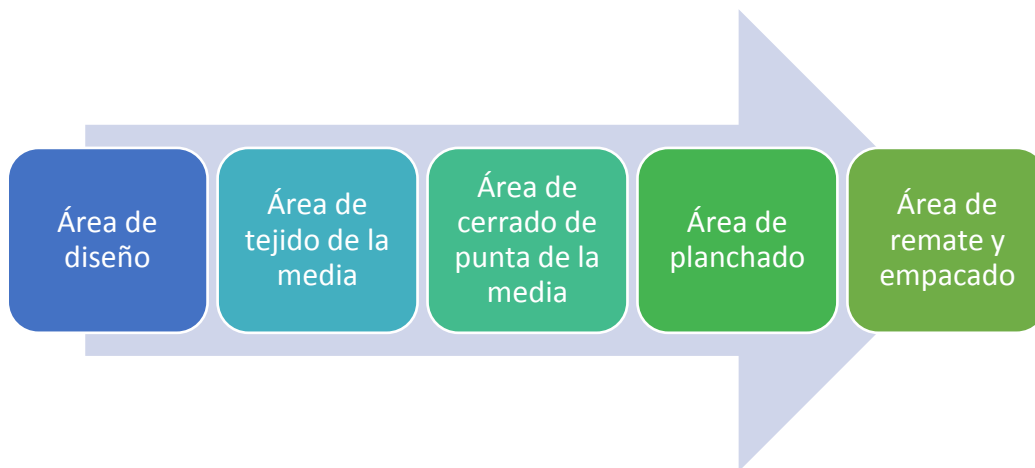 Área de
diseño
Área de
tejido de la
media
Área de
cerrado de
punta de la
media
Área de
planchado
Área de
remate y
empacado